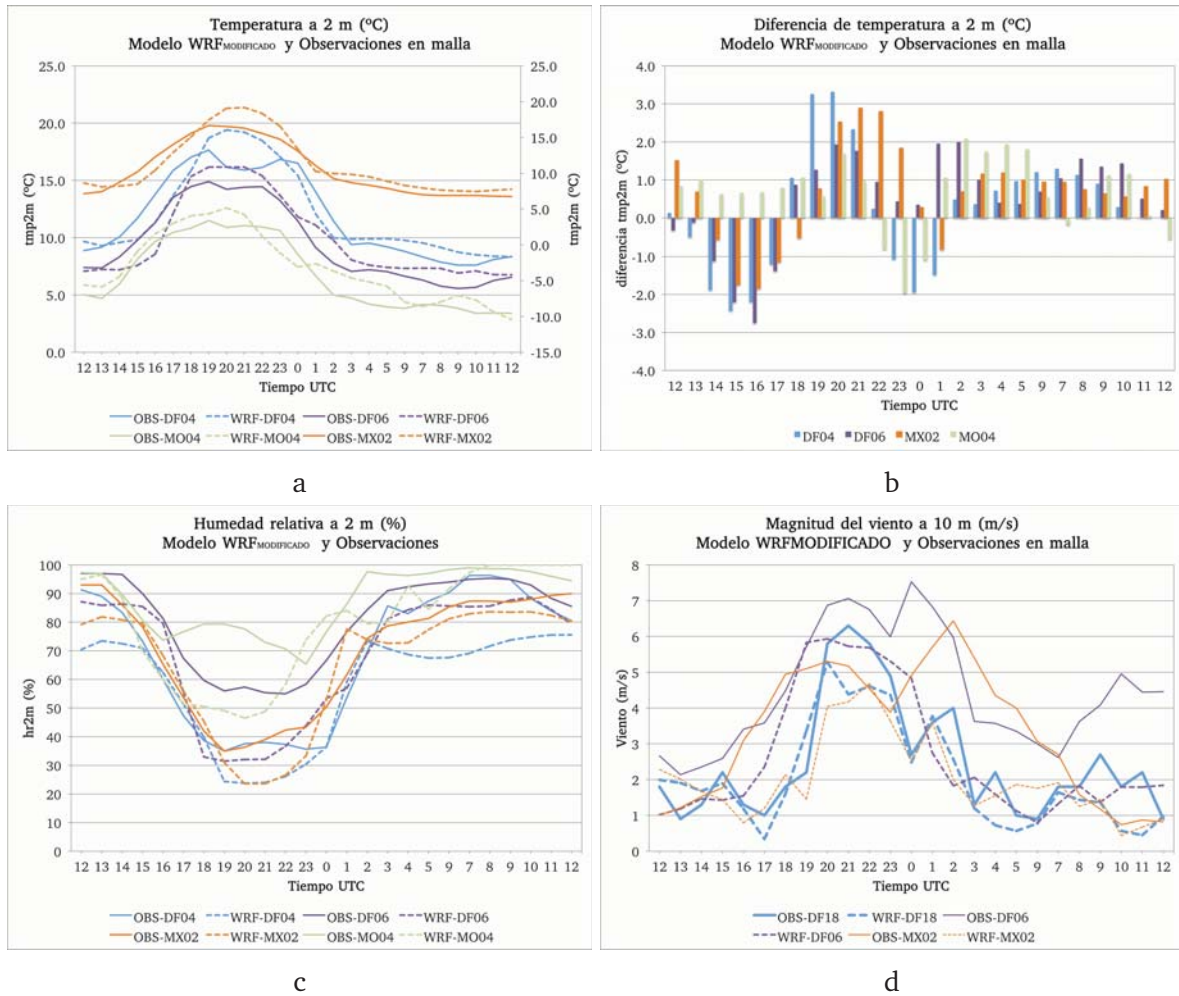 Temperatura a 2 m (ºC)
Modelo WRFMODIFICADO y Observaciones en malla
25.0
20.0
15.0
10.0
5.0
0.0
25.0
20.0
15.0
10.0
5.0
0.0
-5.0
-10.0
-15.0
tmp2m (ºC)
tmp2m (ºC)
12 13 14 15 16 17 18 19 20 21 22 23 0 1 2 3 4 5 6 9 7 8 9 10 11 12
Tiempo UTC
OBS-DF04 WRF-DF04 OBS-DF06 WRF-DF06
OBS-MO04 WRF-MO04 OBS-MX02 WRF-MX02
a
Diferencia de temperatura a 2 m (ºC)
Modelo WRFMODIFICADO y Observaciones en malla
4.0
3.0
2.0
1.0
0.0
-1.0
-2.0
-3.0
-4.0
diferencia tmp2m (ºC)
12 13 14 15 16 17 18 19 20 21 22 23 0 1 2 3 4 5 9 7 8 9 10 11 12
Tiempo UTC
DF04 DF06 MX02 MO04
b
Humedad relativa a 2 m (%)
Modelo WRFMODIFICADO y Observaciones
100
90
80
70
60
50
40
30
20
10
0
hr2m (%)
12 13 14 15 16 17 18 19 20 21 22 23 0 1 2 3 4 5 9 7 8 9 10 11 12
Tiempo UTC
OBS-DF04 WRF-DF04 OBS-DF06 WRF-DF06
OBS-MX02 WRF-MX02 OBS-MO04 WRF-MO04
c
Magnitud del viento a 10 m (m/s)
Modelo WRFMODIFICADO y Observaciones en malla
8
7
6
5
4
3
2
1
0
Viento (m/s)
12 13 14 15 16 17 18 19 20 21 22 23 0 1 2 3 4 5 9 7 8 9 10 11 12
Tiempo UTC
OBS-DF18 WRF-DF18 OBS-DF06
WRF-DF06 OBS-MX02 WRF-MX02
d